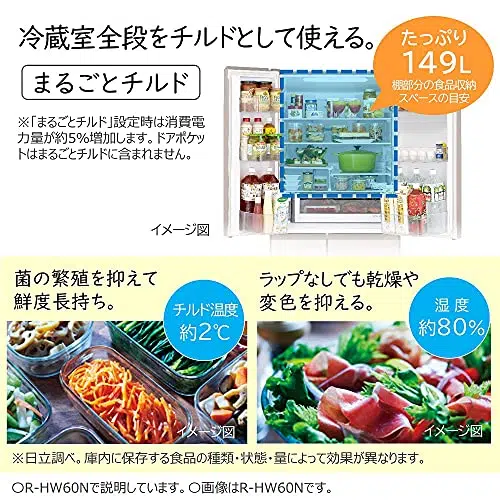 冷蔵室全段をチルドとして使える。
まるごとチルド
たっぷり
149L
棚部分の食品収納
スペースの目安
※「まるごとチルド」設定時は消費電
力量が約5%増加します。ドアポケッ
トはまるごとチルドに含まれません。
イメージ図
菌の繁殖を抑えて
鮮度長持ち。
チルド温度
約2℃
イメージ図
ラップなしでも乾燥や
変色を抑える。
湿度
約80%
イメージ図
※日立調べ。庫内に保存する食品の種類・状態・量によって効果が異なります。
〇R-HW60Nで説明しています。〇画像はR-HW60Nです。